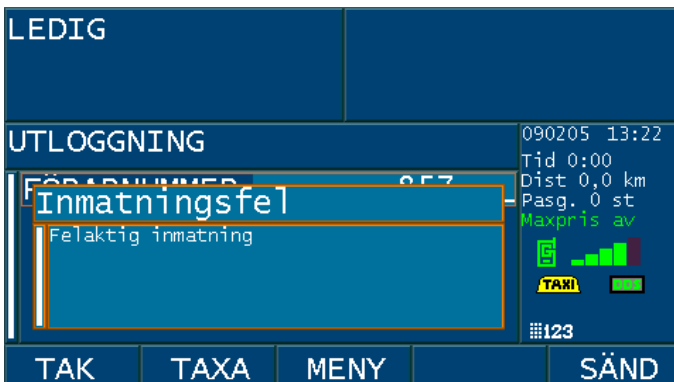 LEDIG
UTLOGGNING
090205 13:22
Tid 0:00
Dist 0,0 km
Pasg. 0 st
Maxpris av
FÖRARNUMMER
Inmatningsfel
Felaktig inmatning
TAXI
123
TAK TAXA MENY SÄND